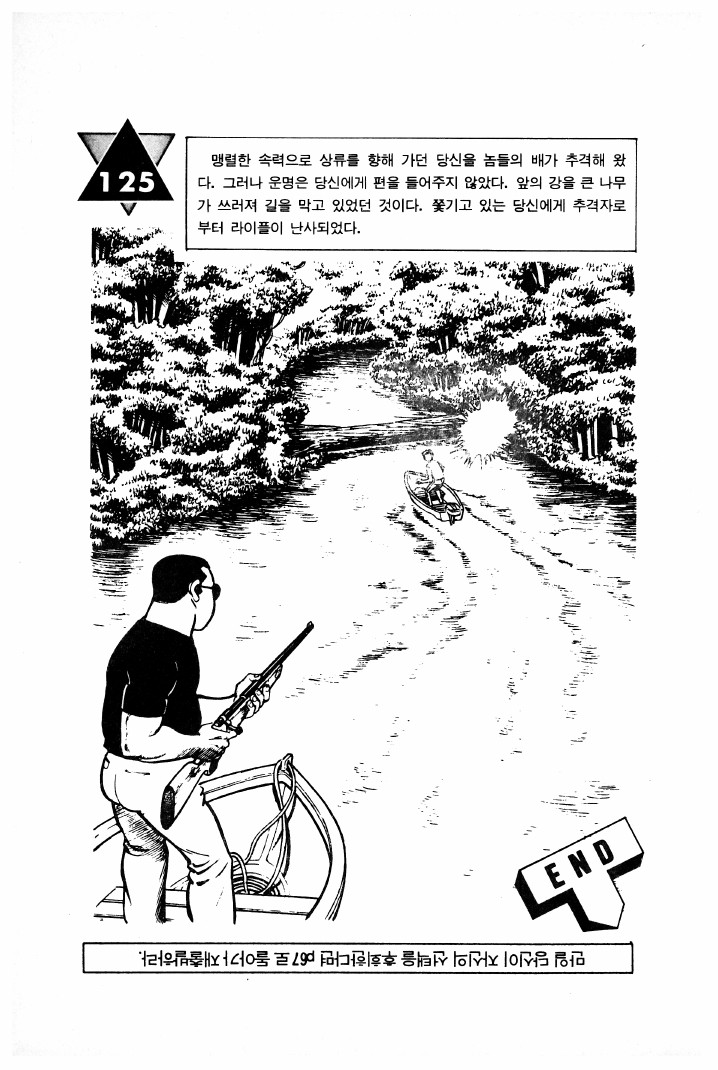 125
맹렬한 속력으로 상류를 향해 가던 당신을 놈들의 배가 추격해 왔
다. 그러나 운명은 당신에게 편을 들어주지 않았다. 앞의 강을 큰 나무
가 쓰러져 길을 막고 있었던 것이다. 쫓기고 있는 당신에게 추격자로
부터 라이플이 난사되었다.
END
만일 당신이 자신의 선택을 후회한다면 p67로 돌아가 재출발하라.